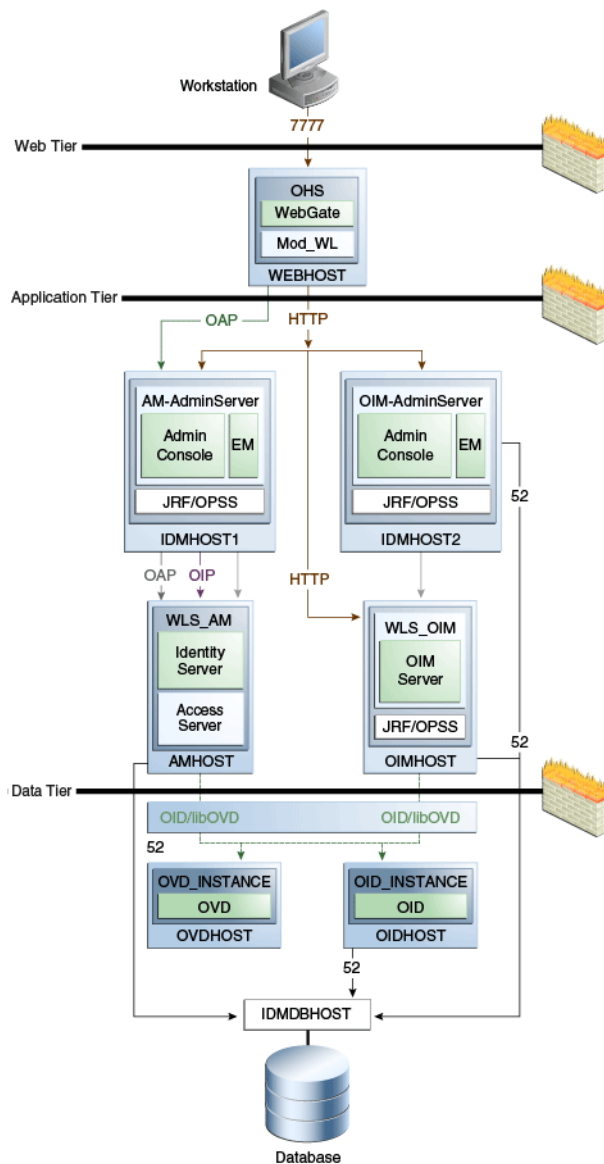 Workstation
7777
Web Tier
OHS
WebGate
Mod_WL
WEBHOST
Application Tier
OAP
HTTP
AM-AdminServer
Admin
Console
EM
JRF/OPSS
IDMHOST1
OIM-AdminServer
Admin
Console
EM
JRF/OPSS
IDMHOST2
52
OAP
OIP
HTTP
WLS_AM
Identity
Server
Access
Server
AMHOST
WLS_OIM
OIM
Server
JRF/OPSS
OIMHOST
52
Data Tier
OID/libOVD
OID/libOVD
52
OVD_INSTANCE
OVD
OVDHOST
OID_INSTANCE
OID
OIDHOST
52
IDMDBHOST
Database